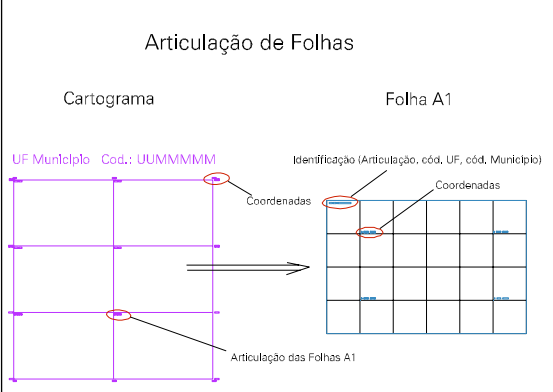 Articulação de Folhas
Cartograma
Folha A1
UF Município Cod.: UUMMMMM
Identificação (Articulação, cód. UF, cód. Município)
Coordenadas
Coordenadas
Articulação das Folhas A1